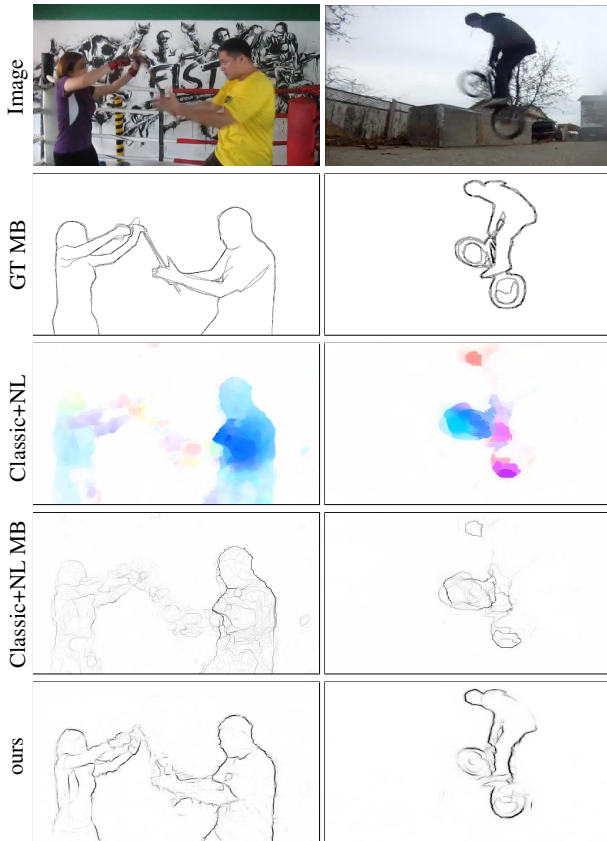 Image
FIST
GT MB
Classic+NL
Classic+NL MB
ours